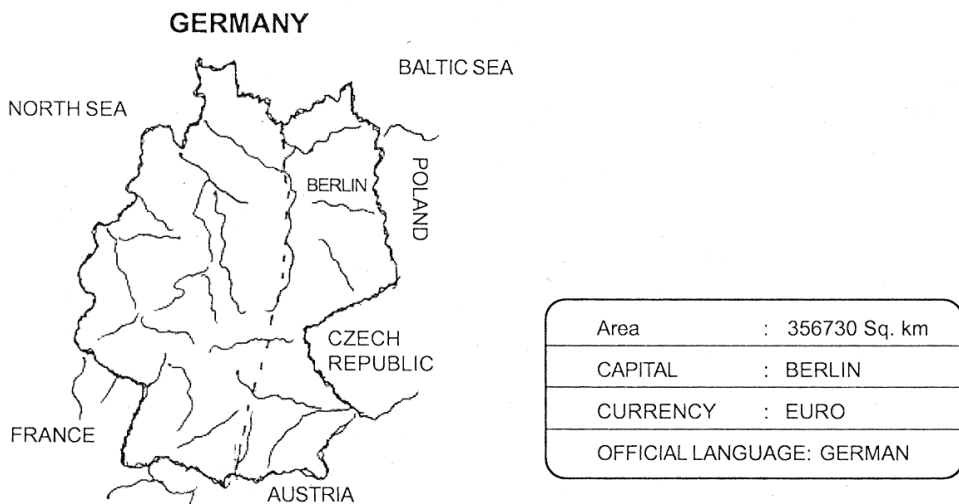 GERMANY
BALTIC SEA
NORTH SEA
POLAND
BERLIN
CZECH
REPUBLIC
FRANCE
AUSTRIA
Area : 356730 Sq. km
CAPITAL : BERLIN
CURRENCY : EURO
OFFICIAL LANGUAGE: GERMAN